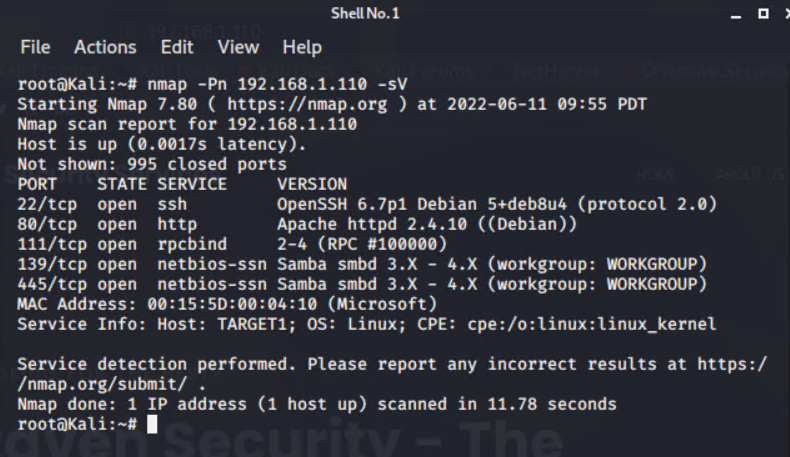 Shell No. 1
File Actions Edit View Help
root@Kali:~# nmap -Pn 192.168.1.110 -sV
Starting Nmap 7.80 ( https://nmap.org ) at 2022-06-11 09:55 PDT
Nmap scan report for 192.168.1.110
Host is up (0.0017s latency).
Not shown: 995 closed ports
PORT    STATE SERVICE     VERSION
22/tcp  open  ssh         OpenSSH 6.7p1 Debian 5+deb8u4 (protocol 2.0)
80/tcp  open  http        Apache httpd 2.4.10 ((Debian))
111/tcp open  rpcbind     2-4 (RPC #100000)
139/tcp open  netbios-ssn Samba smbd 3.X - 4.X (workgroup: WORKGROUP)
445/tcp open  netbios-ssn Samba smbd 3.X - 4.X (workgroup: WORKGROUP)
MAC Address: 00:15:5D:00:04:10 (Microsoft)
Service Info: Host: TARGET1; OS: Linux; CPE: cpe:/o:linux:linux_kernel
Service detection performed. Please report any incorrect results at https:/
/nmap.org/submit/ .
Nmap done: 1 IP address (1 host up) scanned in 11.78 seconds
root@Kali:~#
Security - The
HOME ABOUT US